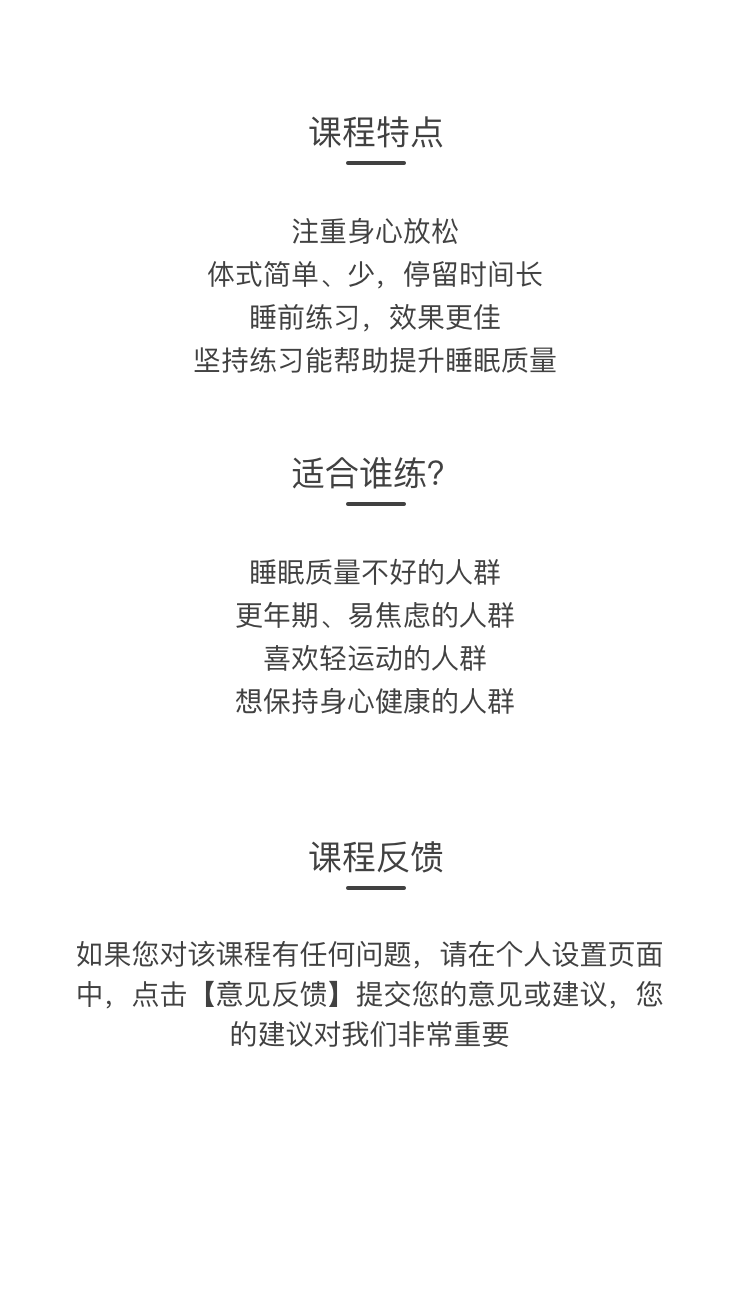 课程特点
注重身心放松
体式简单、少，停留时间长
睡前练习，效果更佳
坚持练习能帮助提升睡眠质量
适合谁练？
睡眠质量不好的人群
更年期、易焦虑的人群
喜欢轻运动的人群
想保持身心健康的人群
课程反馈
如果您对该课程有任何问题，请在个人设置页面
中，点击【意见反馈】提交您的意见或建议，您
的建议对我们非常重要